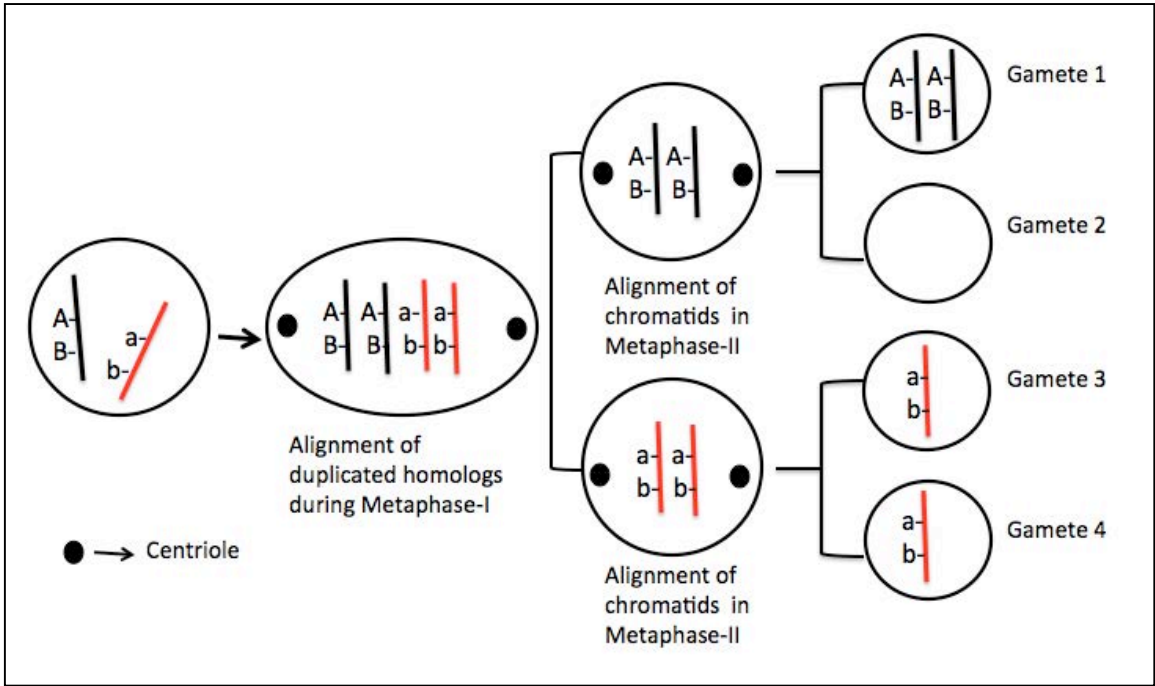 A-
B-
a-
b-
A- A- a- a-
B- B- b- b-
Alignment of
duplicated homologs
during Metaphase-I
Centriole
A- A-
B- B-
Alignment of
chromatids in
Metaphase-II
a- a-
b- b-
Alignment of
chromatids in
Metaphase-II
A- A-
B- B-
Gamete 1
Gamete 2
a-
b-
Gamete 3
a-
b-
Gamete 4